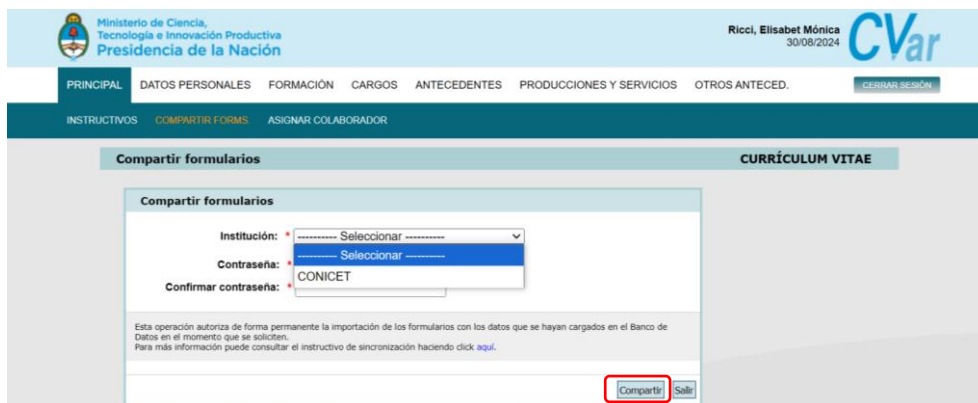 Ministerio de Ciencia,
Tecnología e Innovación Productiva
Presidencia de la Nación
Ricci, Elisabet Mónica
30/08/2024
CVar
PRINCIPAL DATOS PERSONALES FORMACIÓN CARGOS ANTECEDENTES PRODUCCIONES Y SERVICIOS OTROS ANTECED. CERRAR SESIÓN
INSTRUCTIVOS COMPARTIR FORMS. ASIGNAR COLABORADOR
Compartir formularios CURRÍCULUM VITAE
Compartir formularios
Institución: * ---------- Seleccionar ----------
---------- Seleccionar ----------
Contraseña: *
CONICET
Confirmar contraseña: *
Esta operación autoriza de forma permanente la importación de los formularios con los datos que se hayan cargados en el Banco de
Datos en el momento que se soliciten.
Para más información puede consultar el instructivo de sincronización haciendo click aquí.
Compartir Salir